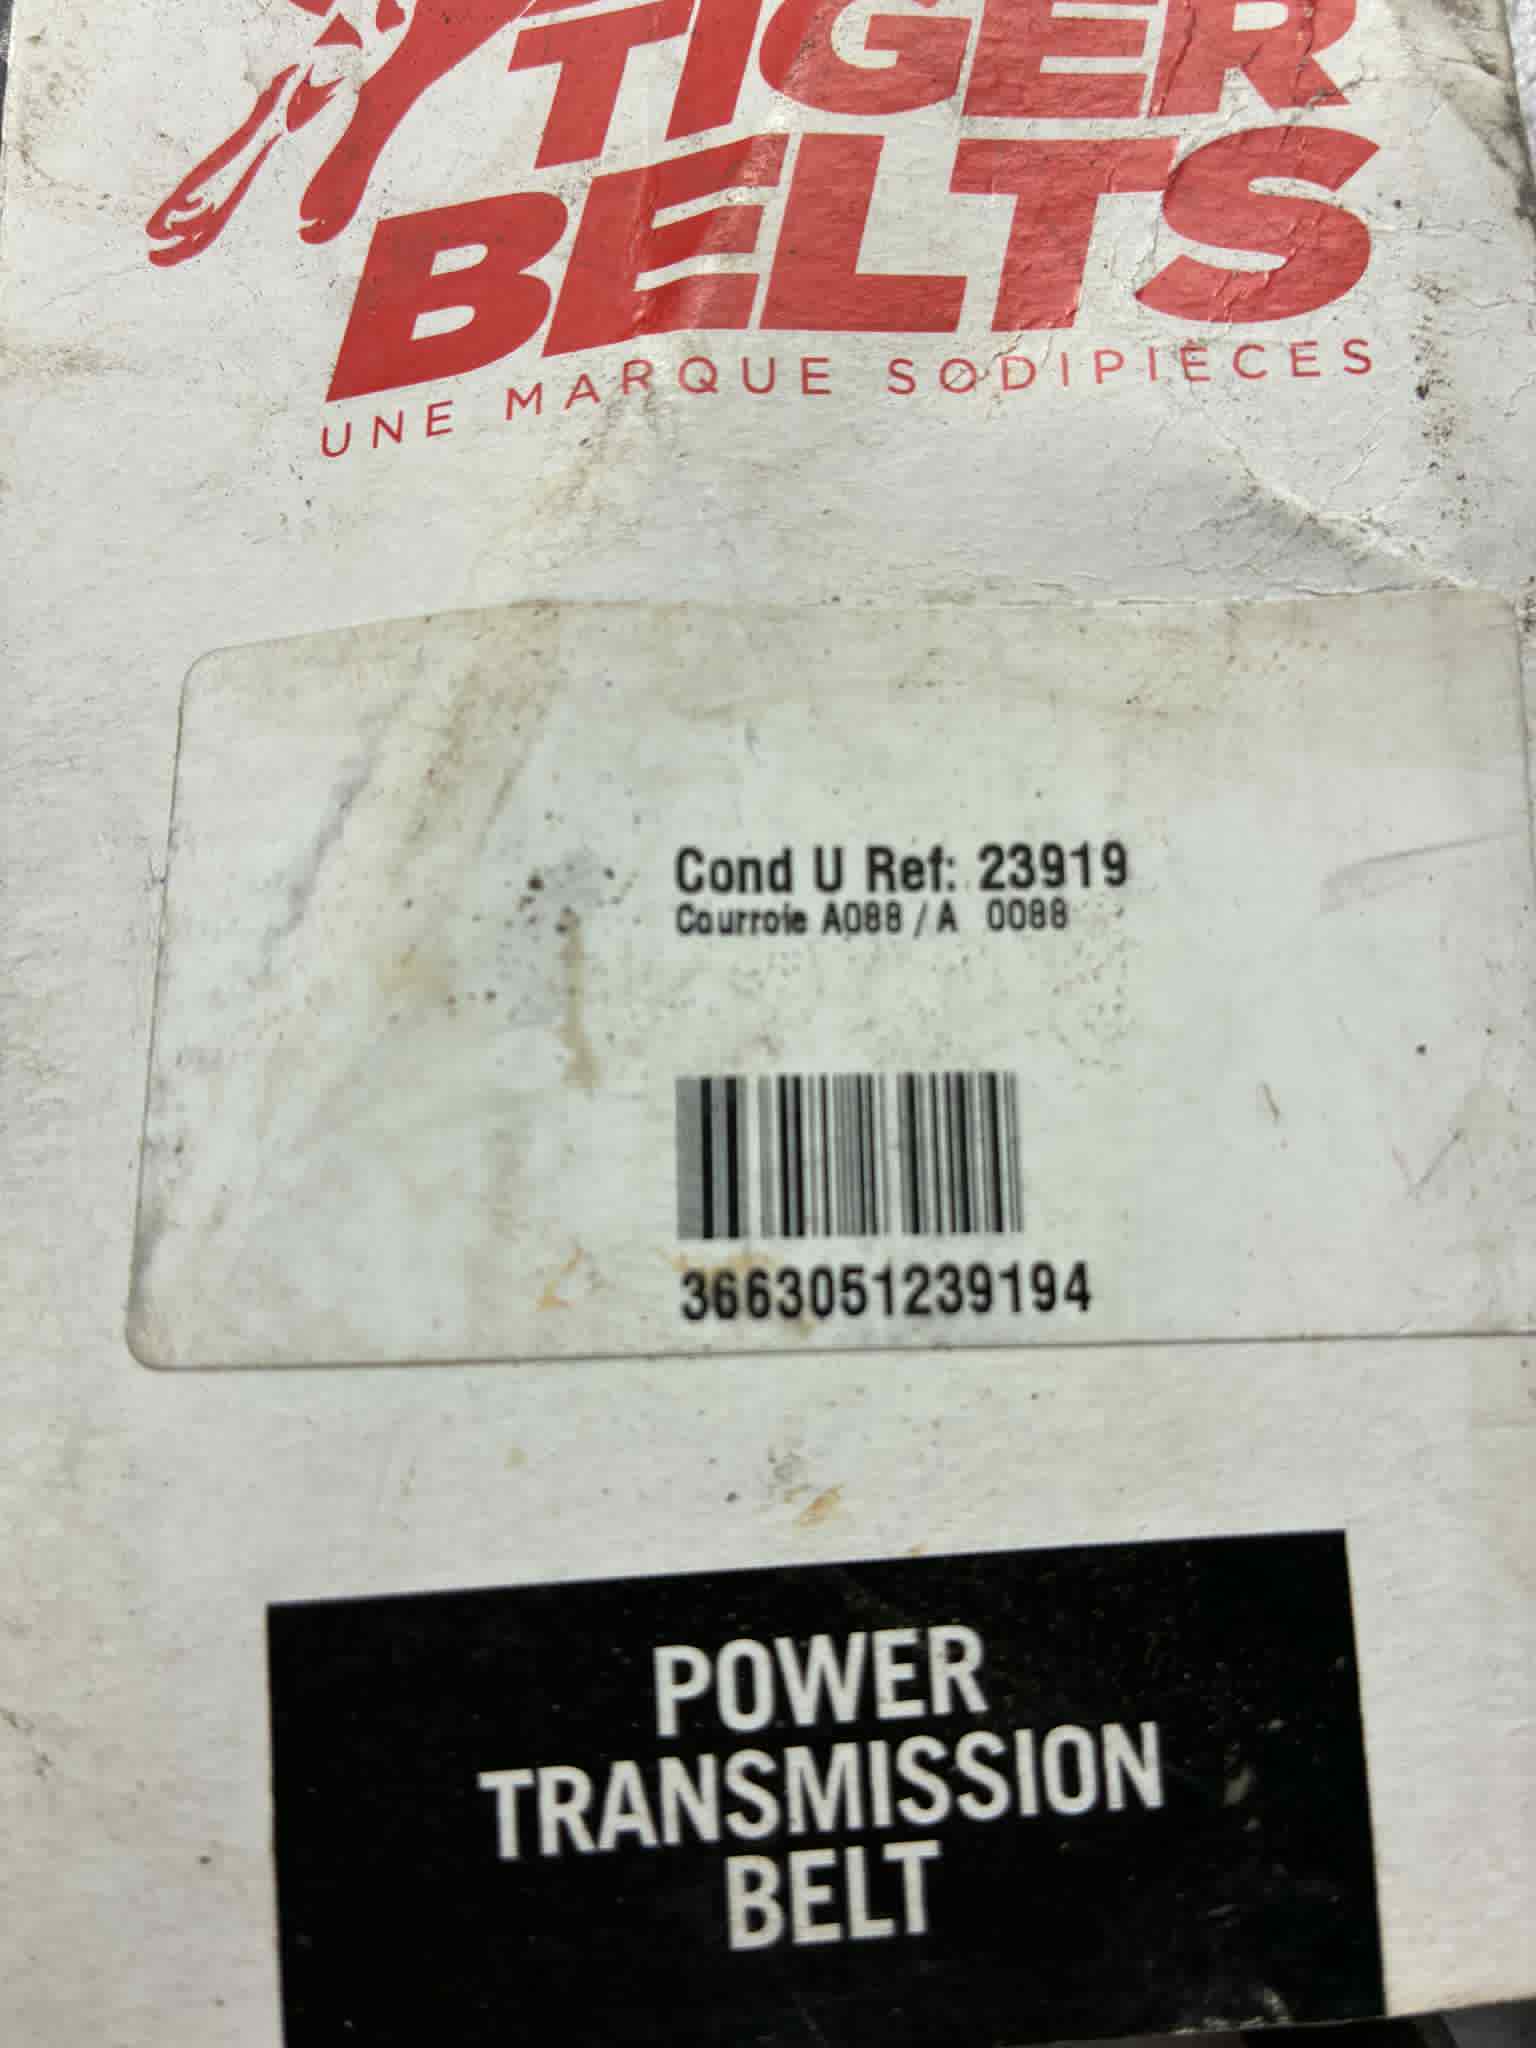 TIGER
BELTS
UNE MARQUE SODIPIECES
Cond U Ref: 23919
Courroie A088 / A 0088
3663051239194
POWER
TRANSMISSION
BELT